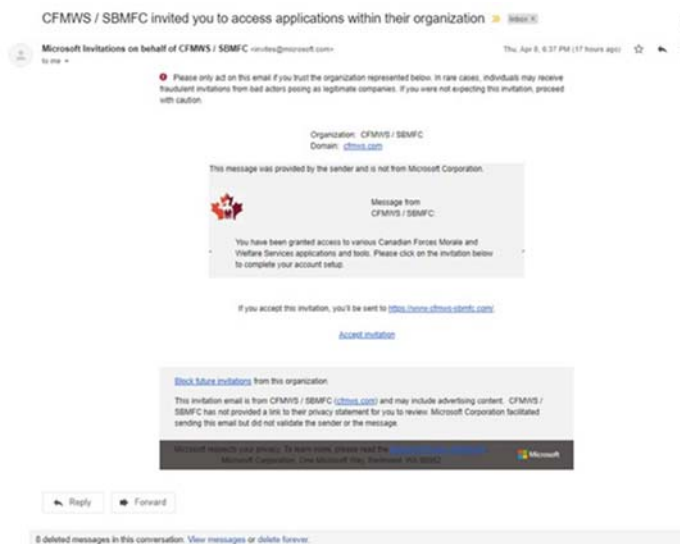 CFMWS / SBMFC invited you to access applications within their organization
Inbox x
Microsoft Invitations on behalf of CFMWS / SBMFC <invites@microsoft.com>
Thu, Apr 8, 6:37 PM (17 hours ago)
to me
Please only act on this email if you trust the organization represented below. In rare cases, individuals may receive
fraudulent invitations from bad actors posing as legitimate companies. If you were not expecting this invitation, proceed
with caution.
Organization: CFMWS / SBMFC
Domain: cfmws.com
This message was provided by the sender and is not from Microsoft Corporation.
Message from
CFMWS / SBMFC:
You have been granted access to various Canadian Forces Morale and
Welfare Services applications and tools. Please click on the invitation below
to complete your account setup.
If you accept this invitation, you'll be sent to https://www.cfmws-sbmfc.com/.
Accept invitation
Block future invitations from this organization.
This invitation email is from CFMWS / SBMFC (cfmws.com) and may include advertising content. CFMWS /
SBMFC has not provided a link to their privacy statement for you to review. Microsoft Corporation facilitated
sending this email but did not validate the sender or the message.
Microsoft respects your privacy. To learn more, please read the
Microsoft Corporation, One Microsoft Way, Redmond, WA 98052
Microsoft
Reply
Forward
8 deleted messages in this conversation. View messages or delete forever.